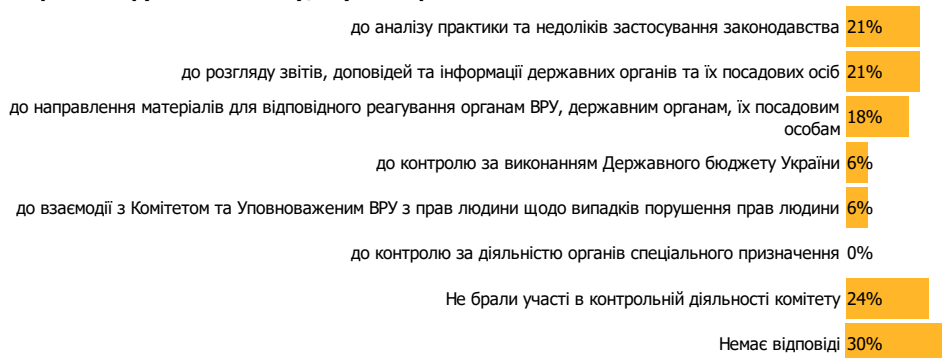 до аналізу практики та недоліків застосування законодавства 21%
до розгляду звітів, доповідей та інформації державних органів та їх посадових осіб 21%
до направлення матеріалів для відповідного реагування органам ВРУ, державним органам, їх посадовим
особам 18%
до контролю за виконанням Державного бюджету України 6%
до взаємодії з Комітетом та Уповноваженим ВРУ з прав людини щодо випадків порушення прав людини 6%
до контролю за діяльністю органів спеціального призначення 0%
Не брали участі в контрольній діяльності комітету 24%
Немає відповіді 30%